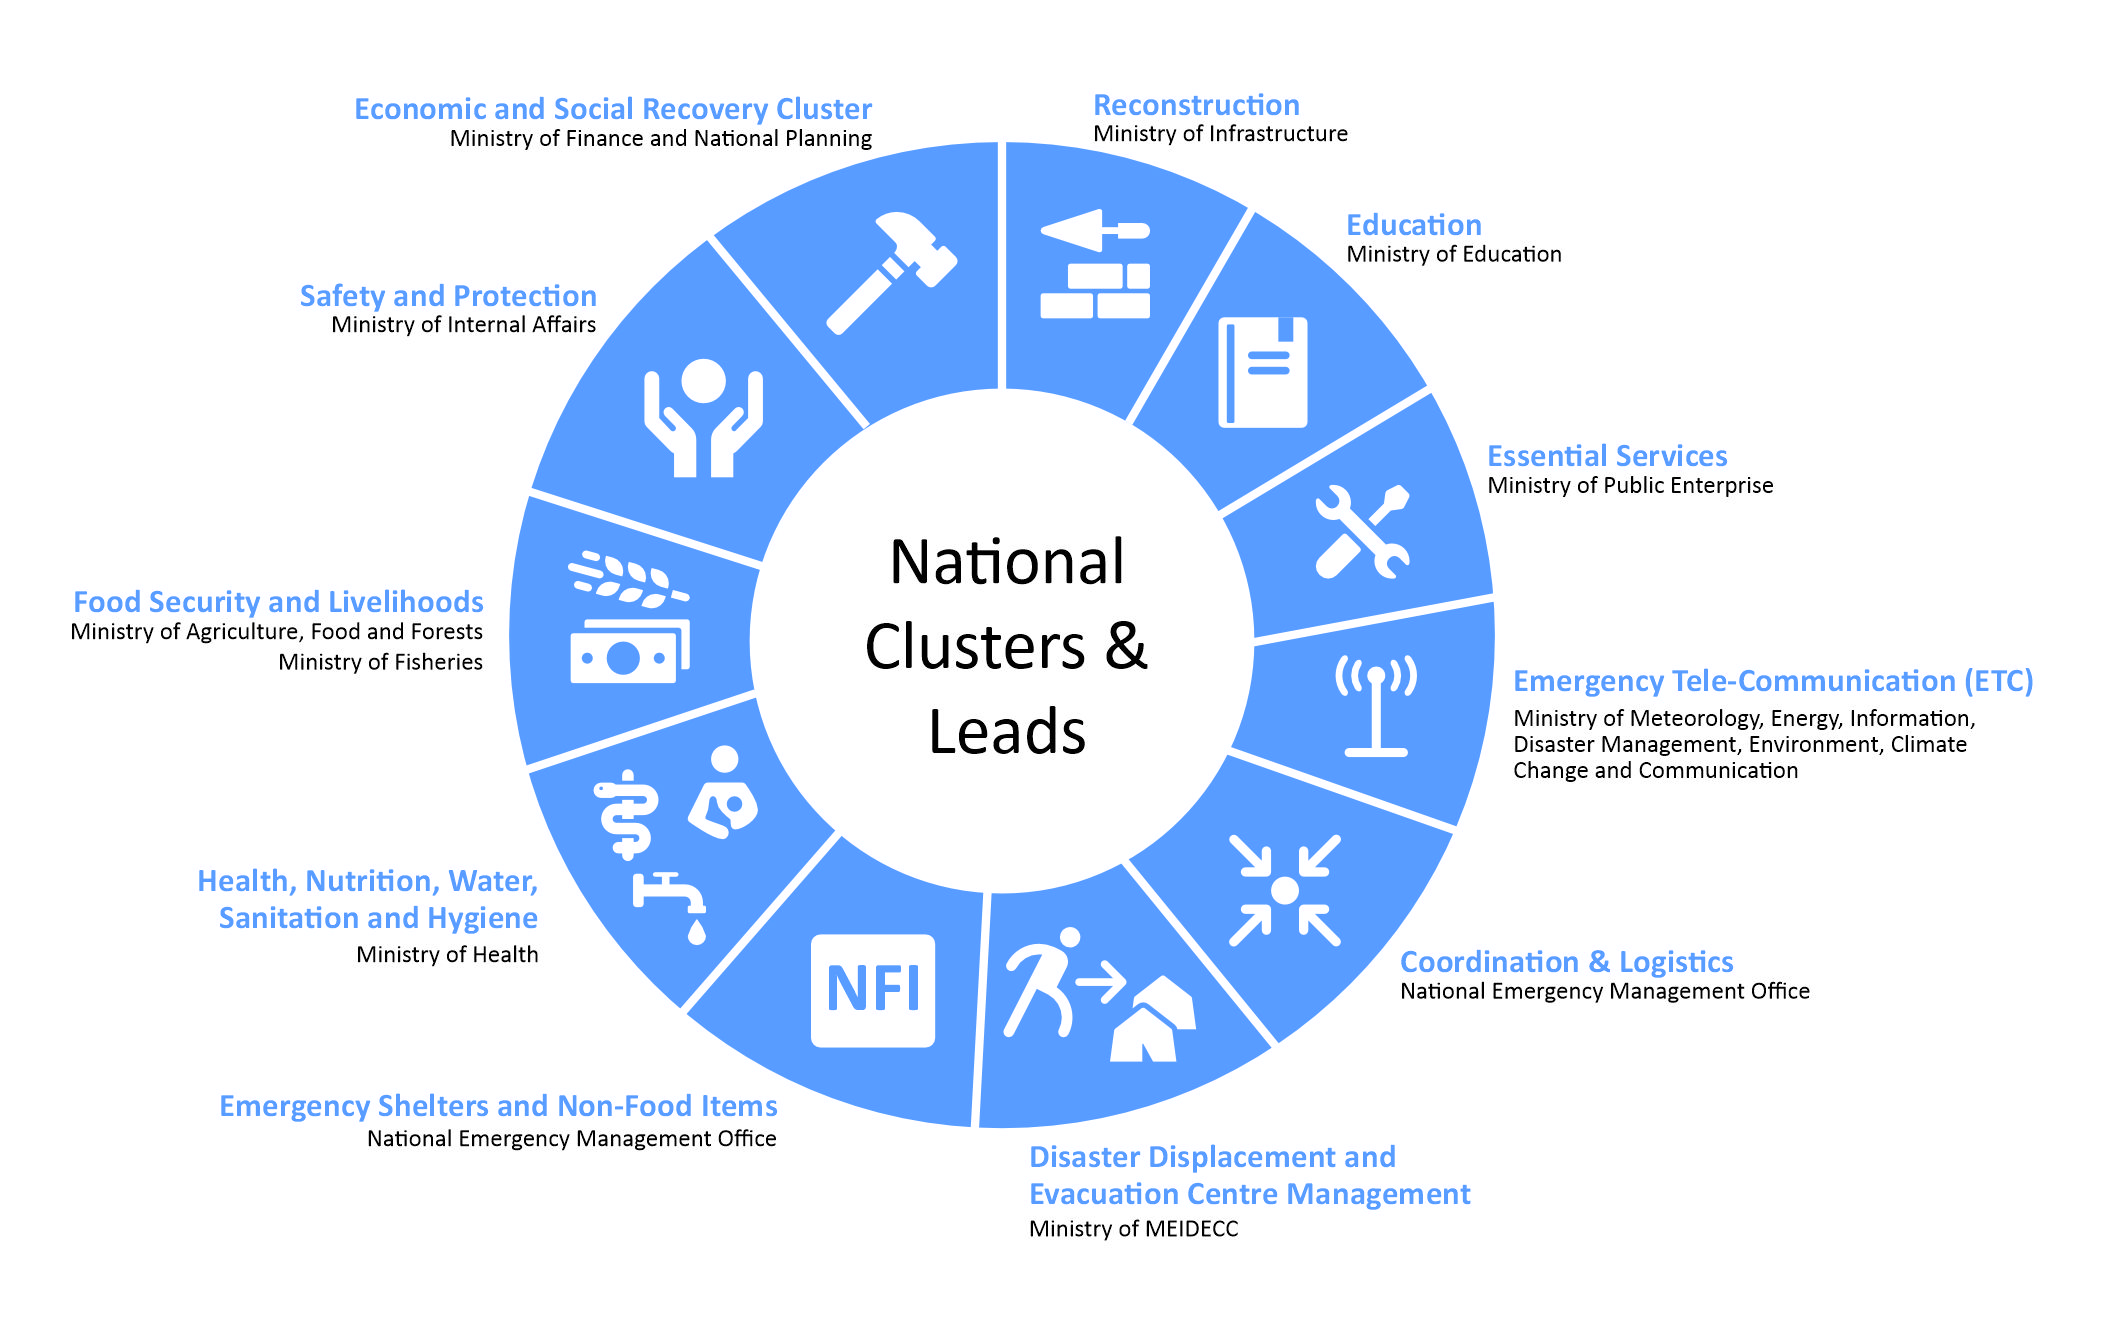 Economic and Social Recovery Cluster
Ministry of Finance and National Planning
Reconstruction
Ministry of Infrastructure
Education
Ministry of Education
Essential Services
Ministry of Public Enterprise
Emergency Tele-Communication (ETC)
Ministry of Meteorology, Energy, Information,
Disaster Management, Environment, Climate
Change and Communication
Coordination & Logistics
National Emergency Management Office
Disaster Displacement and
Evacuation Centre Management
Ministry of MEIDECC
Emergency Shelters and Non-Food Items
National Emergency Management Office
NFI
Health, Nutrition, Water,
Sanitation and Hygiene
Ministry of Health
Food Security and Livelihoods
Ministry of Agriculture, Food and Forests
Ministry of Fisheries
Safety and Protection
Ministry of Internal Affairs
National
Clusters &
Leads